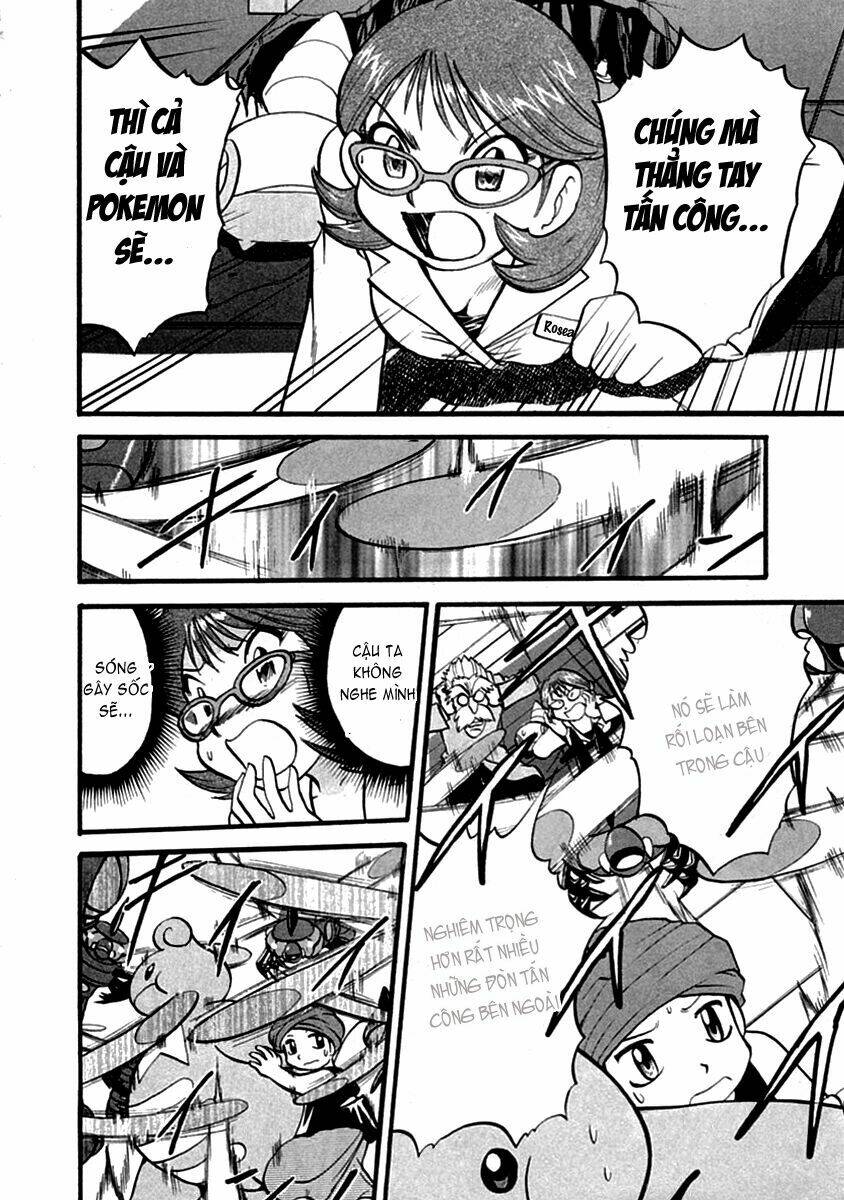 CHÚNG MÀ
THẲNG TAY
TẤN CÔNG...
THÌ CẢ
CẬU VÀ
POKEMON
SẼ...
Rosea
NÓ SẼ LÀM
RỐI LOẠN BÊN
TRONG CẬU
NGHIÊM TRỌNG
HƠN RẤT NHIỀU
NHỮNG ĐÒN TẤN
CÔNG BÊN NGOÀI
CẬU TA
KHÔNG
NGHE MÌNH
SÓNG
GÂY SỐC
SẼ...